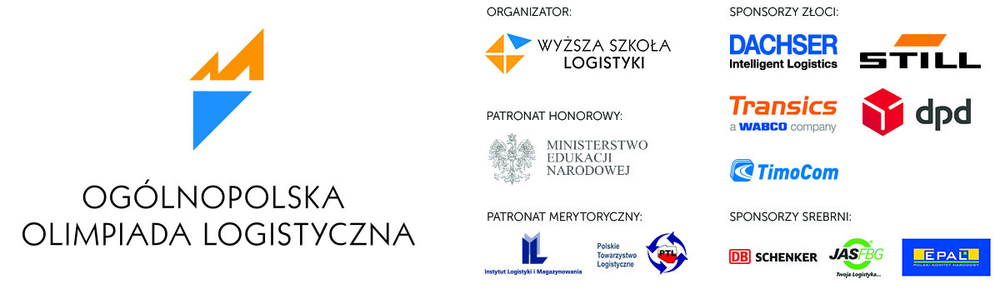 OGÓLNOPOLSKA
OLIMPIADA LOGISTYCZNA
ORGANIZATOR:
WYŻSZA SZKOŁA
LOGISTYKI
PATRONAT HONOROWY:
MINISTERSTWO
EDUKACJI
NARODOWEJ
PATRONAT MERYTORYCZNY:
Instytut Logistyki i Magazynowania
Polskie
Towarzystwo
Logistyczne
PTL
SPONSORZY ZŁOCI:
DACHSER
Intelligent Logistics
STILL
Transics
a WABCO company
dpd
TimoCom
SPONSORZY SREBRNI:
DB SCHENKER
JAS FBG
Twoja Logistyka...
EPAL
POLSKI KOMITET NARODOWY